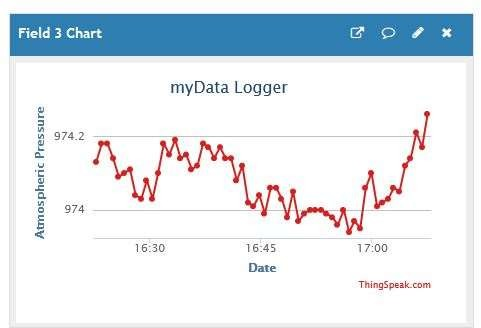 Field 3 Chart
myData Logger
Atmospheric Pressure
974.2
974
16:30
16:45
17:00
Date
ThingSpeak.com